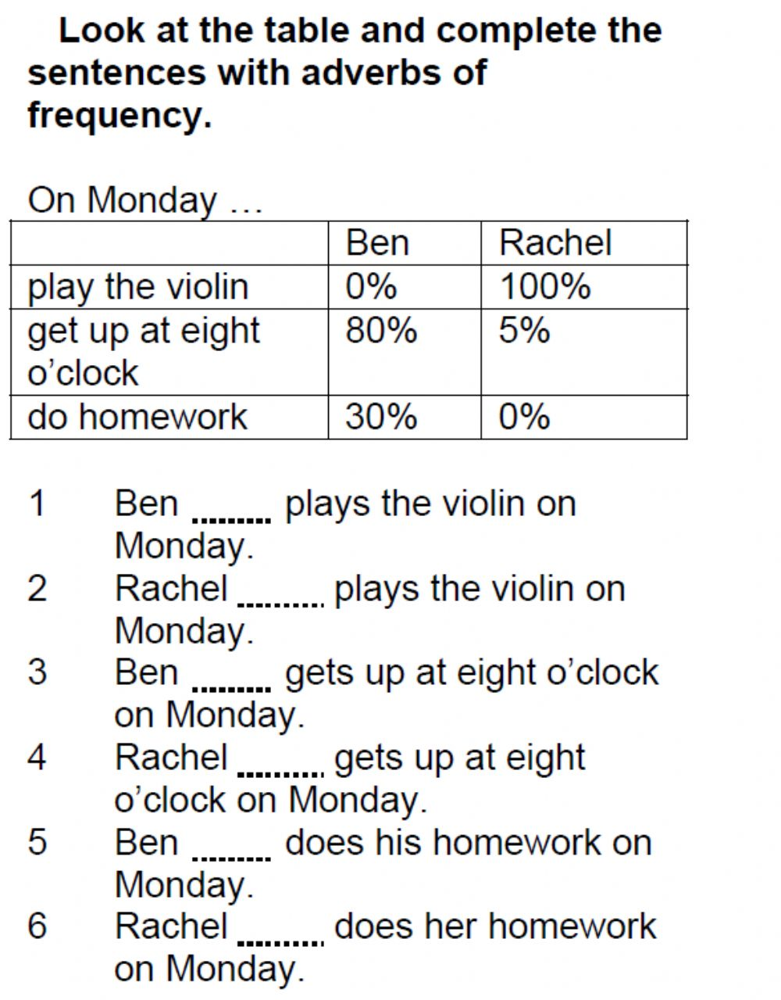 Look at the table and complete the
sentences with adverbs of
frequency.
On Monday …
Ben Rachel
play the violin 0% 100%
get up at eight 80% 5%
o’clock
do homework 30% 0%
1 Ben ......... plays the violin on
Monday.
2 Rachel .......... plays the violin on
Monday.
3 Ben ......... gets up at eight o’clock
on Monday.
4 Rachel .......... gets up at eight
o’clock on Monday.
5 Ben ......... does his homework on
Monday.
6 Rachel .......... does her homework
on Monday.